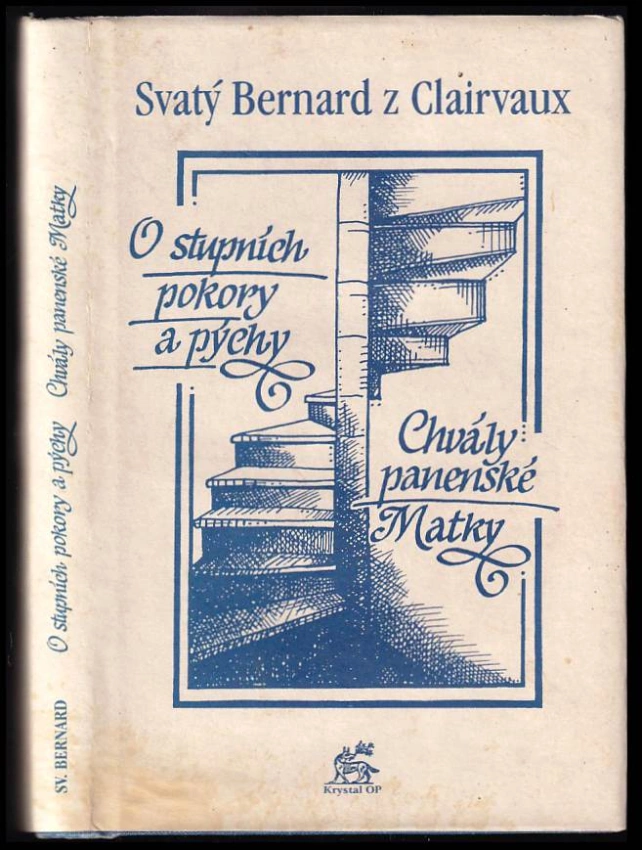 Svatý Bernard z Clairvaux
O stupních
pokory
a pýchy
Chvály
panenské
Matky
Krystal OP
SV. BERNARD O stupních pokory a pýchy Chvály panenské Matky